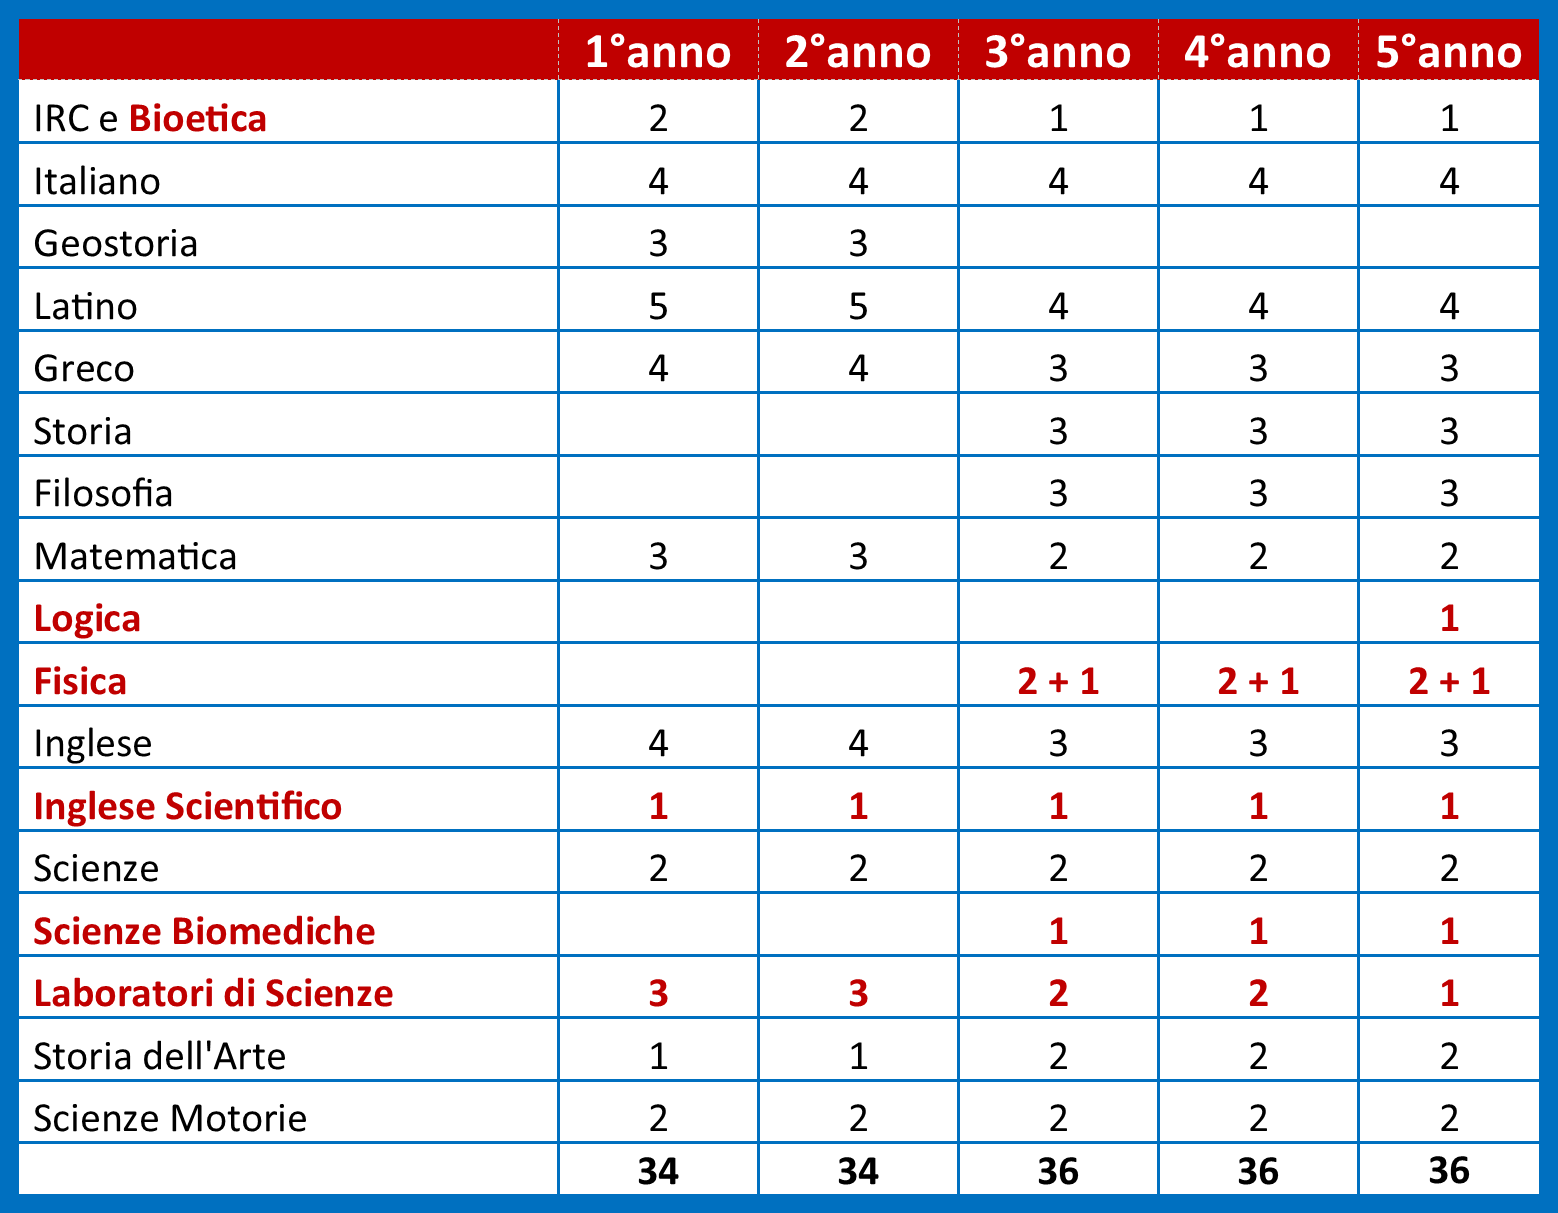 1°anno 2°anno 3°anno 4°anno 5°anno
IRC e Bioetica 2 2 1 1 1
Italiano 4 4 4 4 4
Geostoria 3 3
Latino 5 5 4 4 4
Greco 4 4 3 3 3
Storia 3 3 3
Filosofia 3 3 3
Matematica 3 3 2 2 2
Logica 1
Fisica 2 + 1 2 + 1 2 + 1
Inglese 4 4 3 3 3
Inglese Scientifico 1 1 1 1 1
Scienze 2 2 2 2 2
Scienze Biomediche 1 1 1
Laboratori di Scienze 3 3 2 2 1
Storia dell'Arte 1 1 2 2 2
Scienze Motorie 2 2 2 2 2
34 34 36 36 36